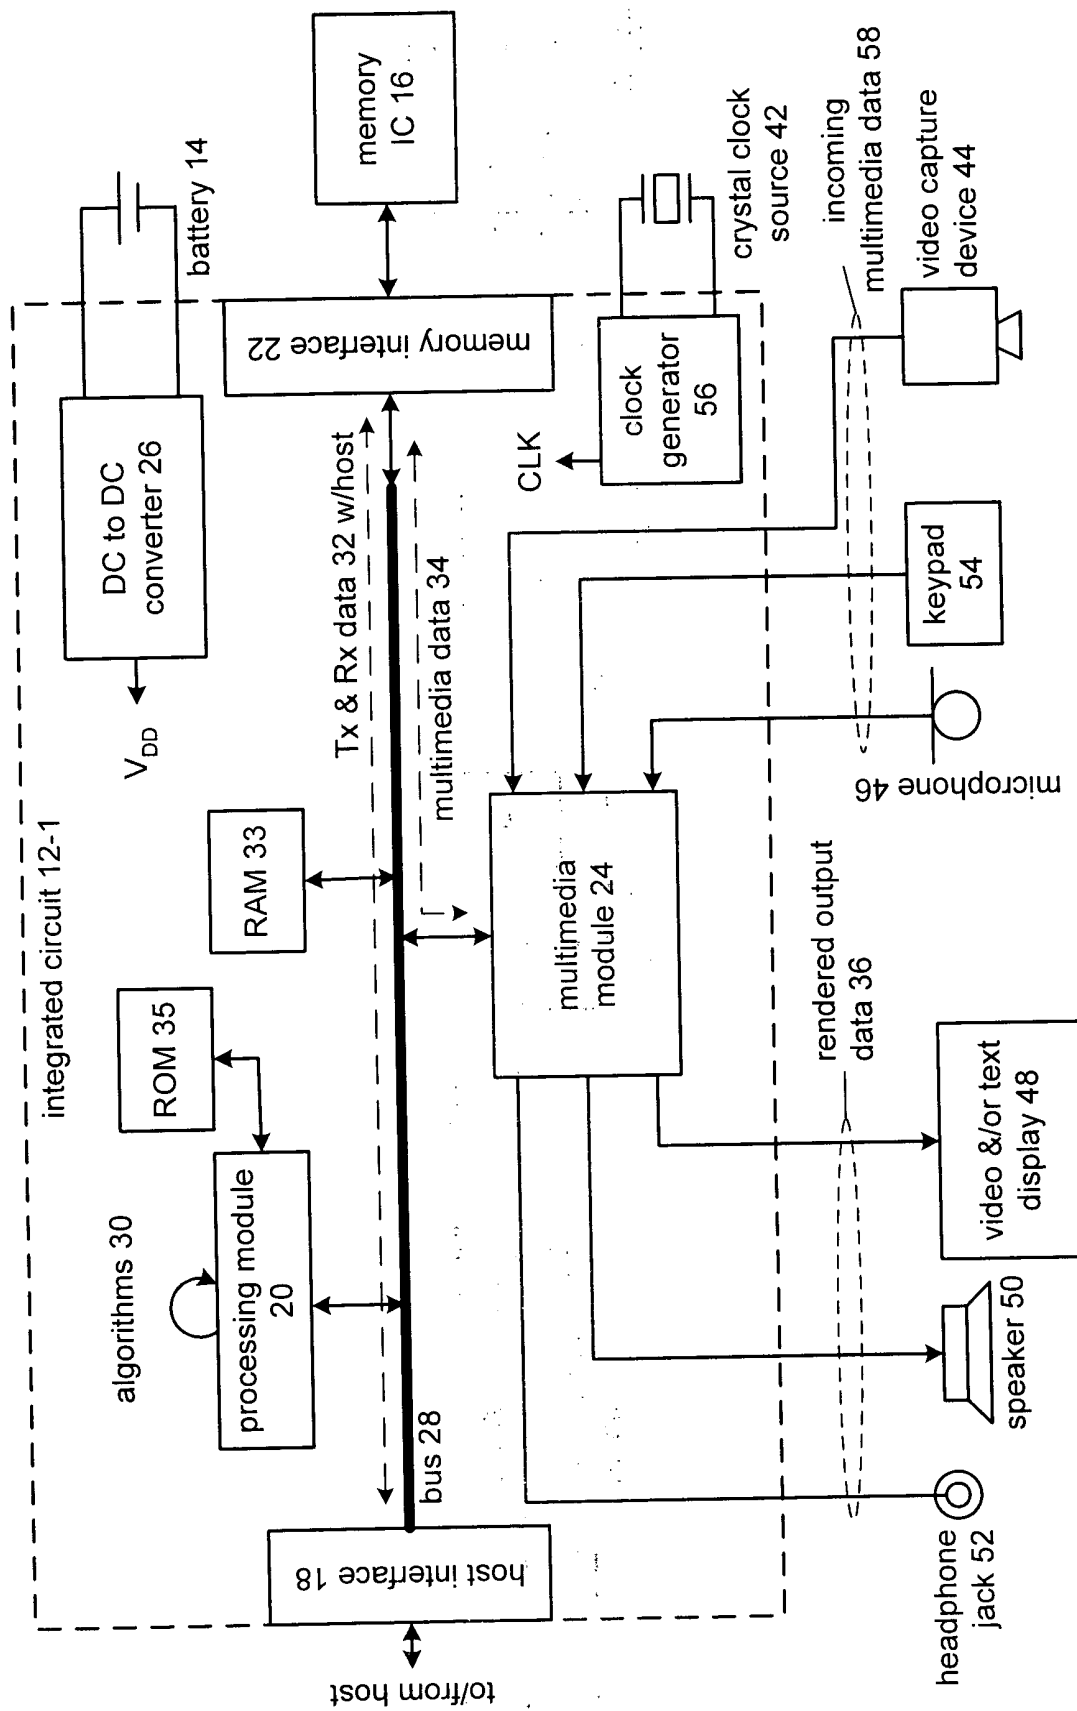 integrated circuit 12-1
DC to DC
converter 26
battery 14
V_DD
memory
IC 16
memory interface 22
ROM 35
RAM 33
algorithms 30
processing module
20
Tx & Rx data 32 w/host
multimedia data 34
bus 28
host interface 18
to/from host
CLK
clock
generator
56
crystal clock
source 42
multimedia
module 24
incoming
multimedia data 58
video capture
device 44
keypad
54
microphone 46
rendered output
data 36
video &/or text
display 48
speaker 50
headphone
jack 52